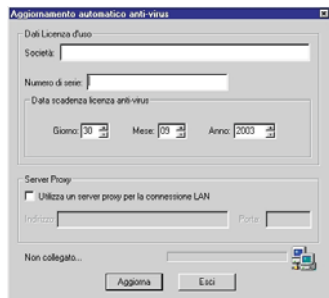 Aggiornamento automatico anti-virus
Dati Licenza d'uso
Società:
Numero di serie:
Data scadenza licenza anti-virus
Giorno: 30 Mese: 09 Anno: 2003
Server Proxy
Utilizza un server proxy per la connessione LAN
Indirizzo: Porta:
Non collegato...
Aggiorna Esci